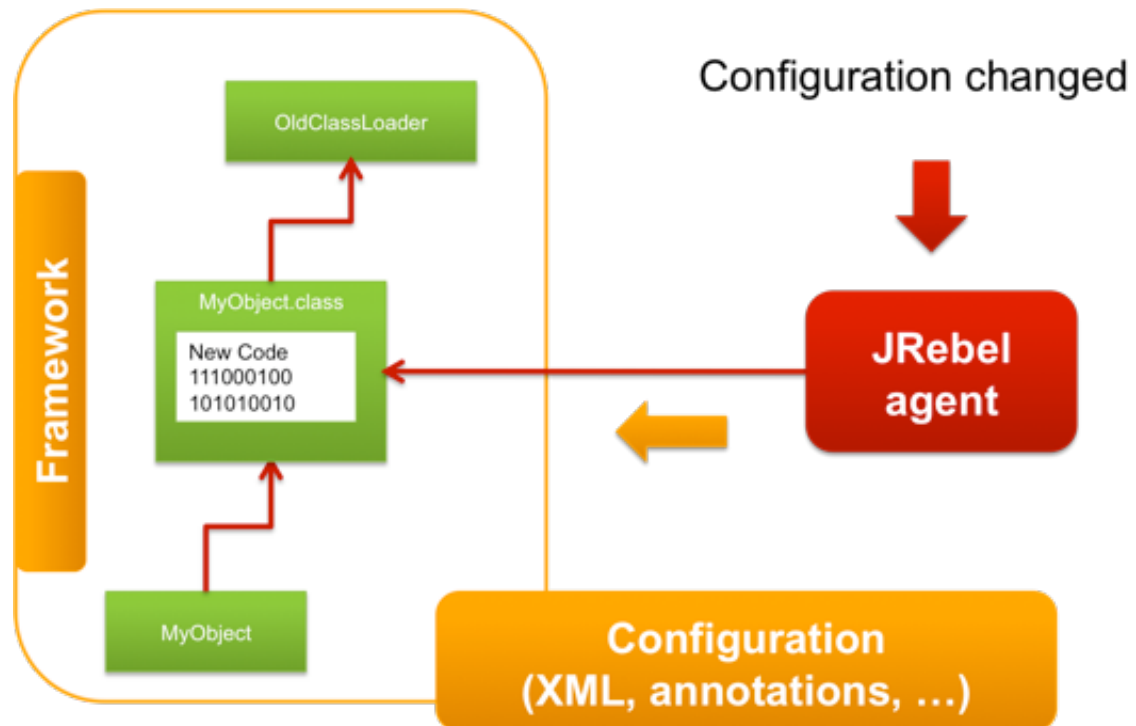 Configuration changed
OldClassLoader
Framework
MyObject.class
New Code
111000100
101010010
JRebel
agent
MyObject
Configuration
(XML, annotations, …)